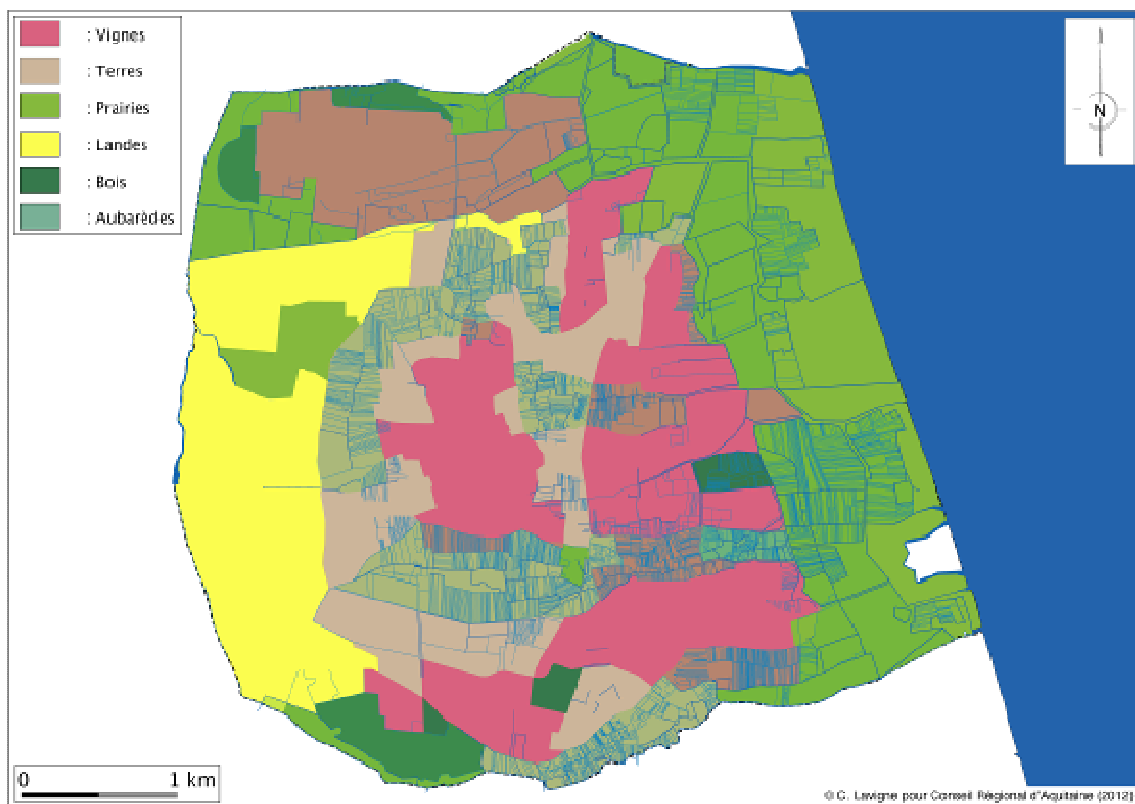 : Vignes
: Terres
: Prairies
: Landes
: Bois
: Aubarèdes
N
0 1 km
© C. Lavigne pour Conseil Régional d'Aquitaine (2012)